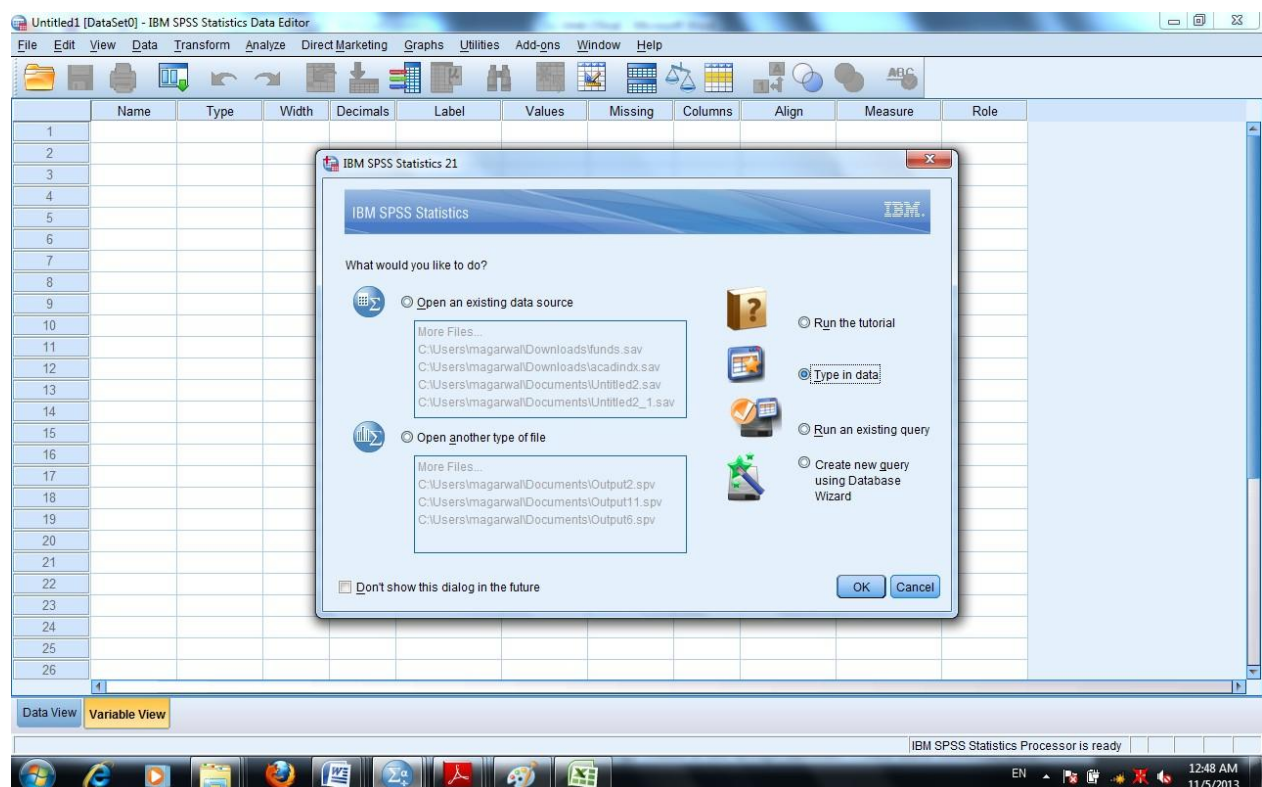 Untitled1 [DataSet0] - IBM SPSS Statistics Data Editor
File Edit View Data Transform Analyze Direct Marketing Graphs Utilities Add-ons Window Help
Name Type Width Decimals Label Values Missing Columns Align Measure Role
1
2
3
4
5
6
7
8
9
10
11
12
13
14
15
16
17
18
19
20
21
22
23
24
25
26
IBM SPSS Statistics 21
IBM SPSS Statistics
IBM.
What would you like to do?
Open an existing data source
More Files...
C:\Users\magarwal\Downloads\funds.sav
C:\Users\magarwal\Downloads\acadindx.sav
C:\Users\magarwal\Documents\Untitled2.sav
C:\Users\magarwal\Documents\Untitled2_1.sav
Open another type of file
More Files...
C:\Users\magarwal\Documents\Output2.spv
C:\Users\magarwal\Documents\Output11.spv
C:\Users\magarwal\Documents\Output6.spv
Run the tutorial
Type in data
Run an existing query
Create new query
using Database
Wizard
Don't show this dialog in the future
OK Cancel
Data View Variable View
IBM SPSS Statistics Processor is ready
EN
12:48 AM
11/5/2013